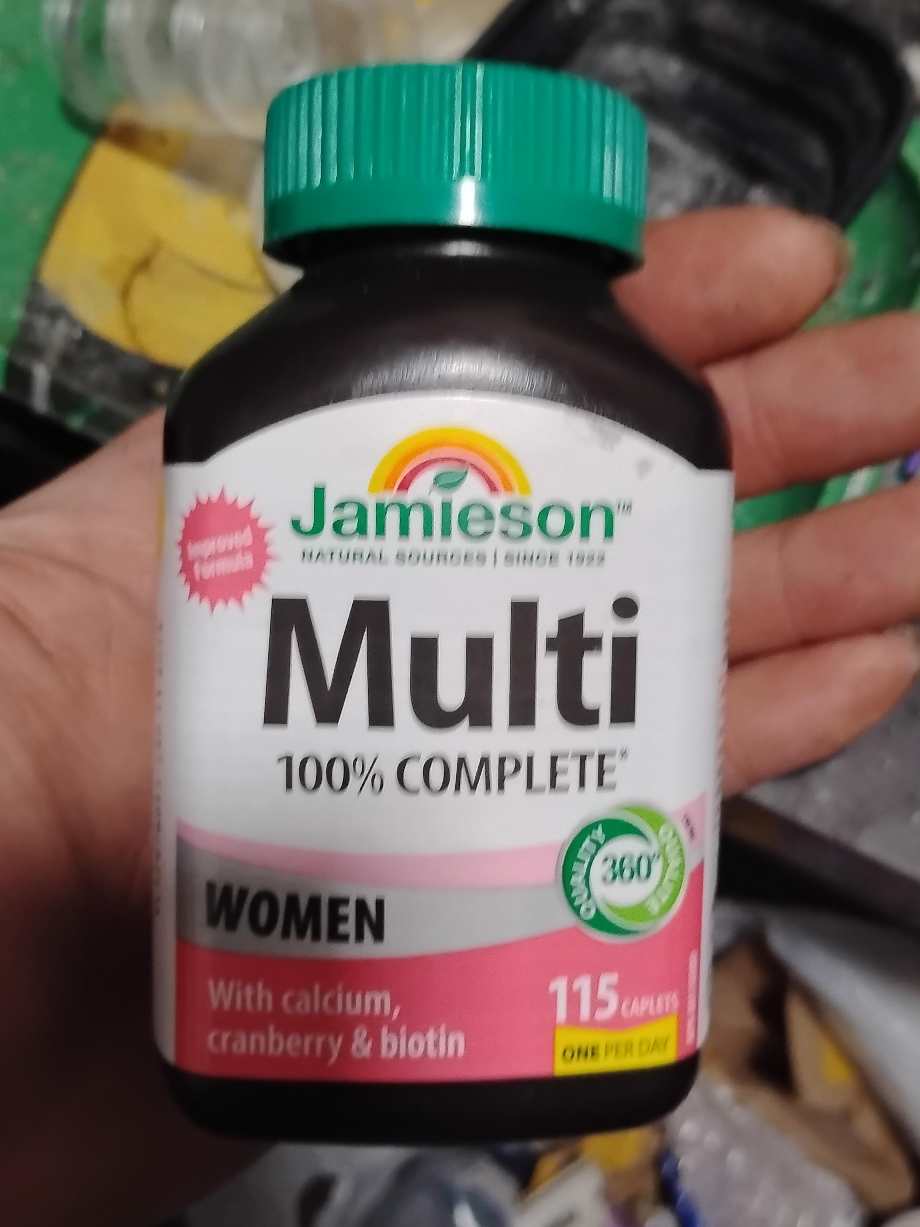 Jamieson™
NATURAL SOURCES | SINCE 1922
Improved
Formula
Multi
100% COMPLETE*
QUALITY
360°
WOMEN
With calcium,
cranberry & biotin
115 CAPLETS
ONE PER DAY